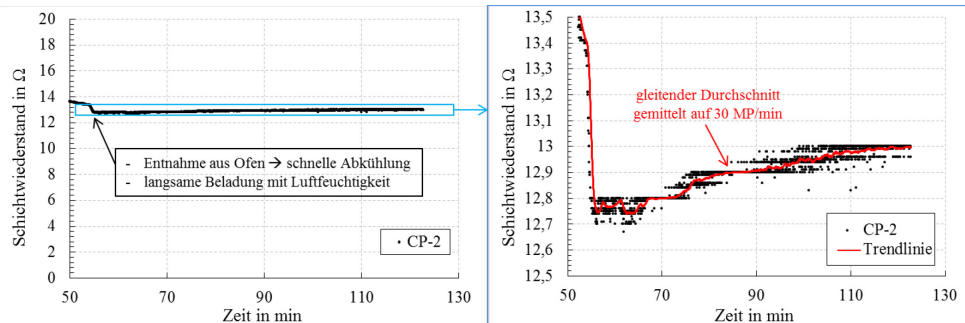 Schichtwiederstand in Ω
20
18
16
14
12
10
8
6
4
2
0
- Entnahme aus Ofen → schnelle Abkühlung
- langsame Beladung mit Luftfeuchtigkeit
CP-2
50 70 90 110 130
Zeit in min
Schichtwiderstand in Ω
13,5
13,4
13,3
13,2
13,1
13,0
12,9
12,8
12,7
12,6
12,5
gleitender Durchschnitt
gemittelt auf 30 MP/min
CP-2
Trendlinie
50 70 90 110 130
Zeit in min